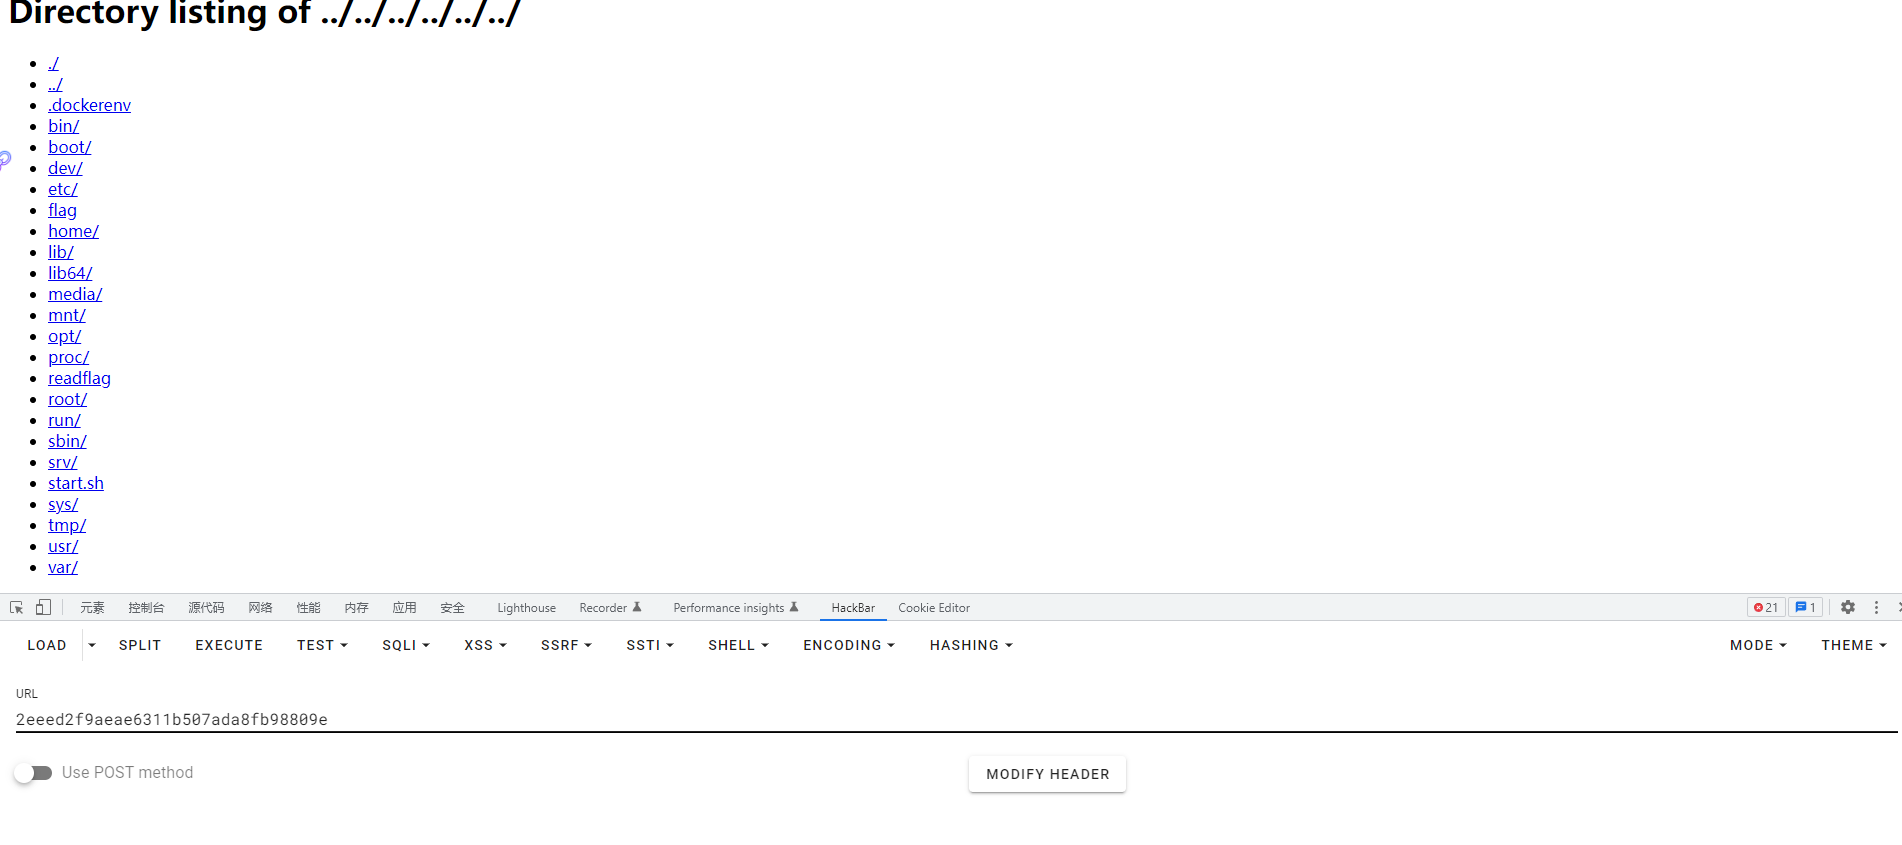 Directory listing of ../../../../../../
./
../
.dockerenv
bin/
boot/
dev/
etc/
flag
home/
lib/
lib64/
media/
mnt/
opt/
proc/
readflag
root/
run/
sbin/
srv/
start.sh
sys/
tmp/
usr/
var/
元素 控制台 源代码 网络 性能 内存 应用 安全 Lighthouse Recorder Performance insights HackBar Cookie Editor 21 1
LOAD SPLIT EXECUTE TEST SQLI XSS SSRF SSTI SHELL ENCODING HASHING MODE THEME
URL
2eeed2f9aeae6311b507ada8fb98809e
Use POST method MODIFY HEADER